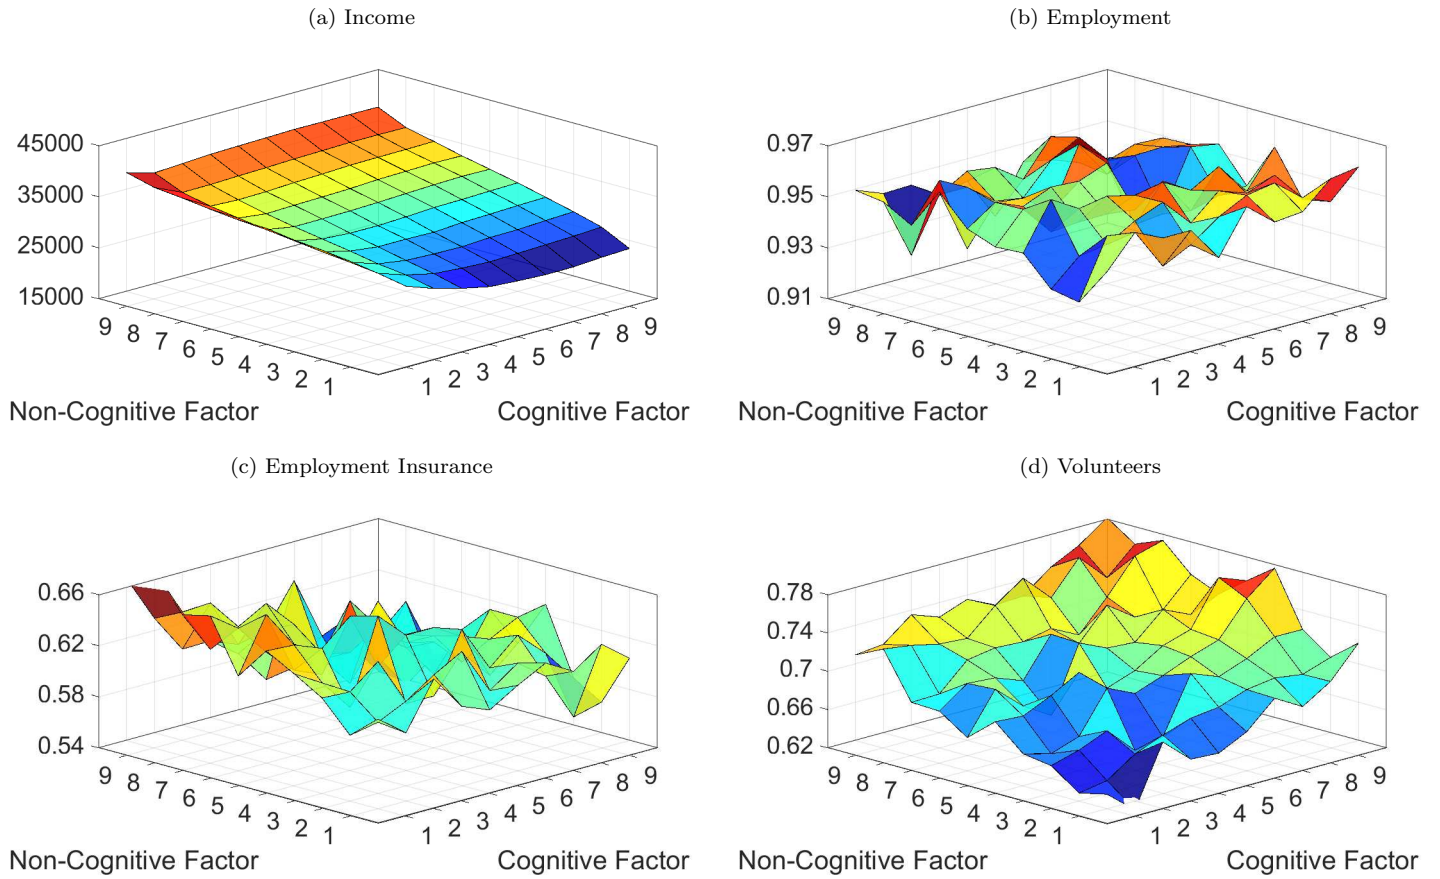 (a) Income
45000
35000
25000
15000
9 8 7 6 5 4 3 2 1
1 2 3 4 5 6 7 8 9
Non-Cognitive Factor
Cognitive Factor
(b) Employment
0.97
0.95
0.93
0.91
9 8 7 6 5 4 3 2 1
1 2 3 4 5 6 7 8 9
Non-Cognitive Factor
Cognitive Factor
(c) Employment Insurance
0.66
0.62
0.58
0.54
9 8 7 6 5 4 3 2 1
1 2 3 4 5 6 7 8 9
Non-Cognitive Factor
Cognitive Factor
(d) Volunteers
0.78
0.74
0.7
0.66
0.62
9 8 7 6 5 4 3 2 1
1 2 3 4 5 6 7 8 9
Non-Cognitive Factor
Cognitive Factor